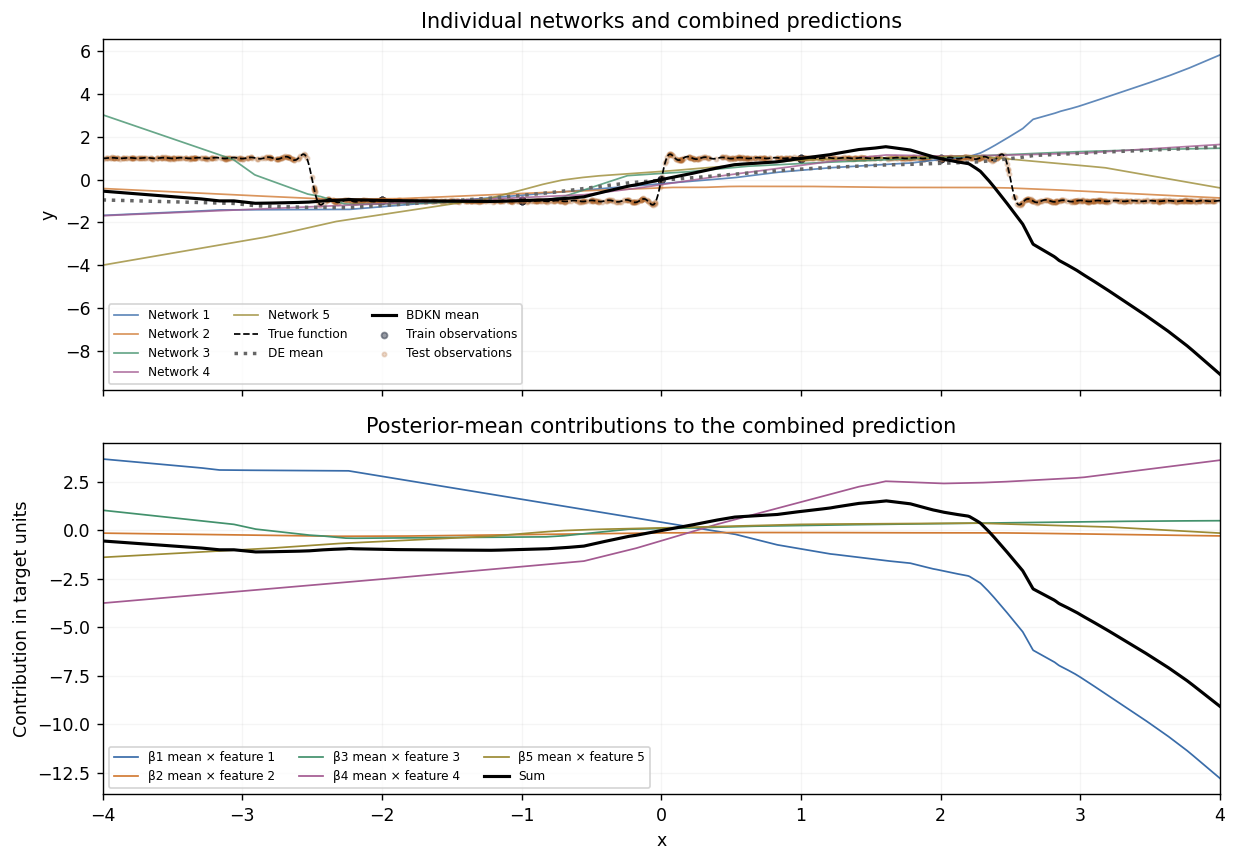 Individual networks and combined predictions
6
4
2
0
−2
−4
−6
−8
y
Network 1
Network 2
Network 3
Network 4
Network 5
True function
DE mean
BDKN mean
Train observations
Test observations
Posterior-mean contributions to the combined prediction
2.5
0.0
−2.5
−5.0
−7.5
−10.0
−12.5
Contribution in target units
β1 mean × feature 1
β2 mean × feature 2
β3 mean × feature 3
β4 mean × feature 4
β5 mean × feature 5
Sum
−4 −3 −2 −1 0 1 2 3 4
x